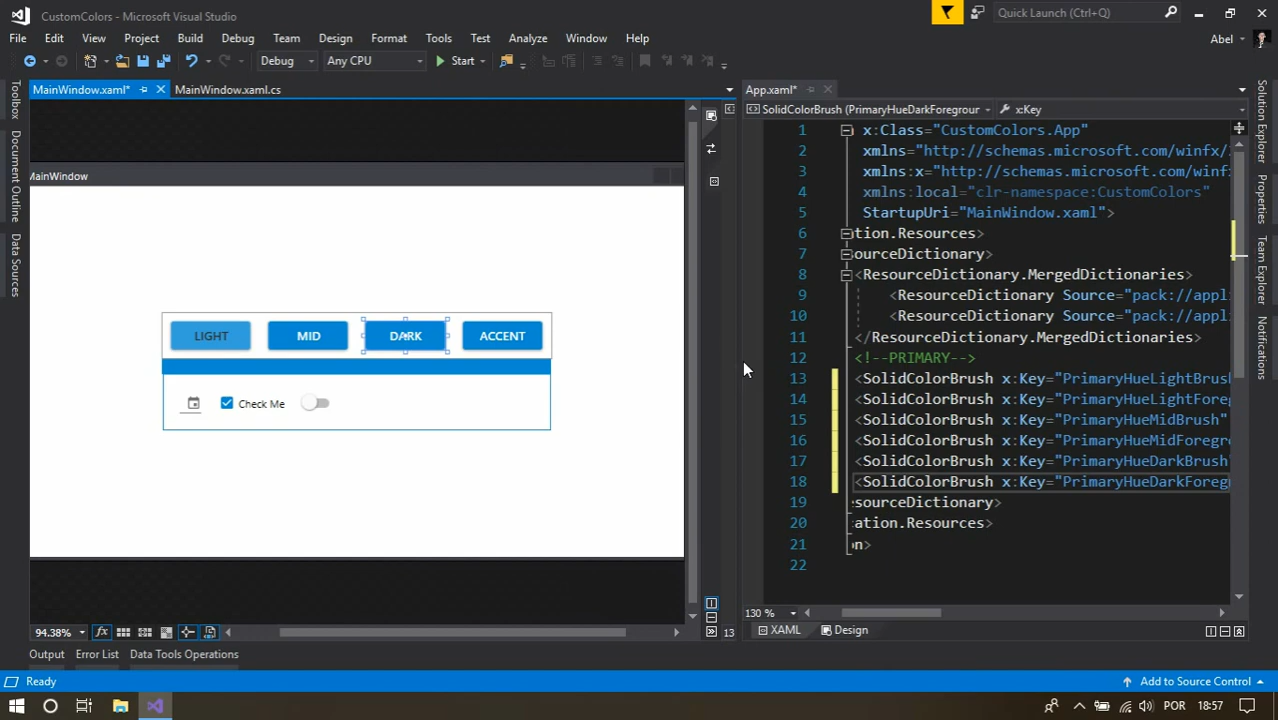 CustomColors - Microsoft Visual Studio
Quick Launch (Ctrl+Q)
File Edit View Project Build Debug Team Design Format Tools Test Analyze Window Help
Abel
Debug Any CPU Start
MainWindow.xaml* MainWindow.xaml.cs
App.xaml*
SolidColorBrush (PrimaryHueDarkForegrour x:Key
Toolbox
Document Outline
Data Sources
MainWindow
LIGHT MID DARK ACCENT
Check Me
1 x:Class="CustomColors.App"
2 xmlns="http://schemas.microsoft.com/winfx/
3 xmlns:x="http://schemas.microsoft.com/winf
4 xmlns:local="clr-namespace:CustomColors"
5 StartupUri="MainWindow.xaml">
6 tion.Resources>
7 ourceDictionary>
8 <ResourceDictionary.MergedDictionaries>
9 <ResourceDictionary Source="pack://appli
10 <ResourceDictionary Source="pack://appli
11 </ResourceDictionary.MergedDictionaries>
12 <!--PRIMARY-->
13 <SolidColorBrush x:Key="PrimaryHueLightBrush
14 <SolidColorBrush x:Key="PrimaryHueLightFore
15 <SolidColorBrush x:Key="PrimaryHueMidBrush"
16 <SolidColorBrush x:Key="PrimaryHueMidForegr
17 <SolidColorBrush x:Key="PrimaryHueDarkBrush"
18 <SolidColorBrush x:Key="PrimaryHueDarkForeg
19 esourceDictionary>
20 ation.Resources>
21 on>
22
Solution Explorer
Properties
Team Explorer
Notifications
94.38% fx
13
130 %
XAML Design
Output Error List Data Tools Operations
Ready
Add to Source Control
POR 18:57